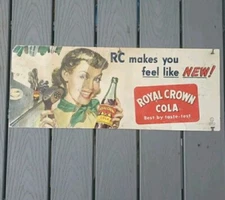 RC makes you
feel like NEW!
ROYAL CROWN
COLA
Best by taste-test